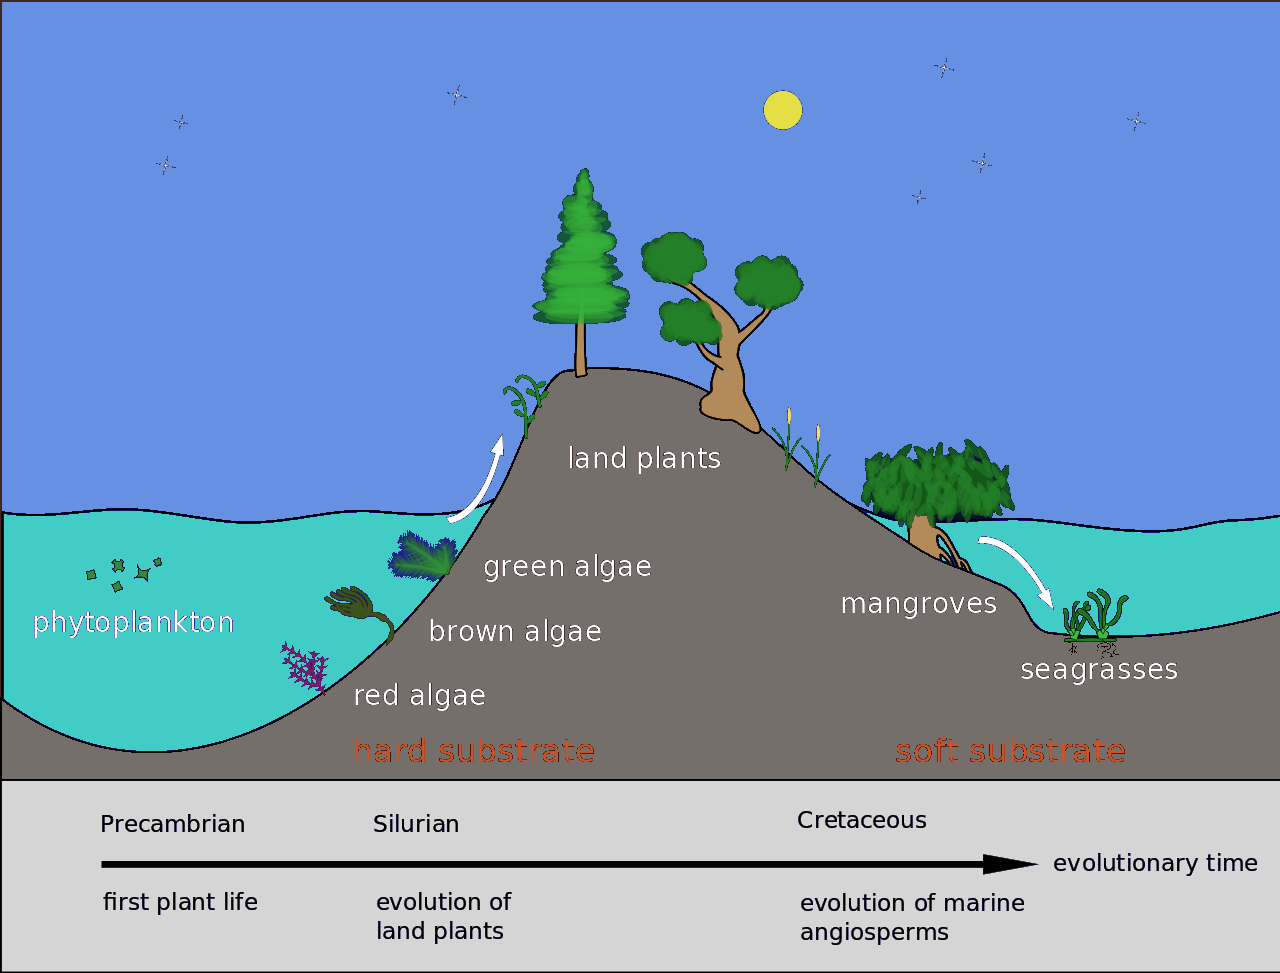 land plants
green algae
mangroves
phytoplankton
brown algae
seagrasses
red algae
hard substrate
soft substrate
Precambrian
Silurian
Cretaceous
evolutionary time
first plant life
evolution of
land plants
evolution of marine
angiosperms